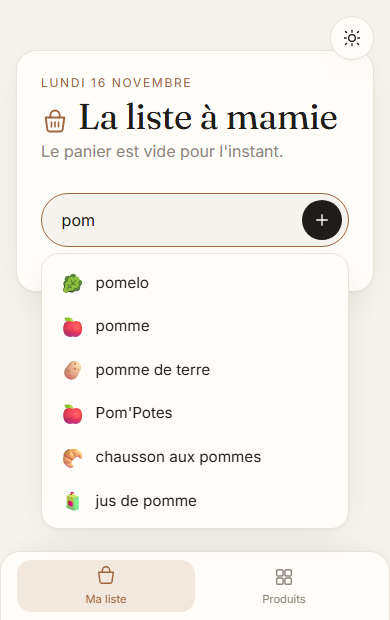 LUNDI 16 NOVEMBRE
La liste à mamie
Le panier est vide pour l'instant.
pom
pomelo
pomme
pomme de terre
Pom'Potes
chausson aux pommes
jus de pomme
Ma liste
Produits